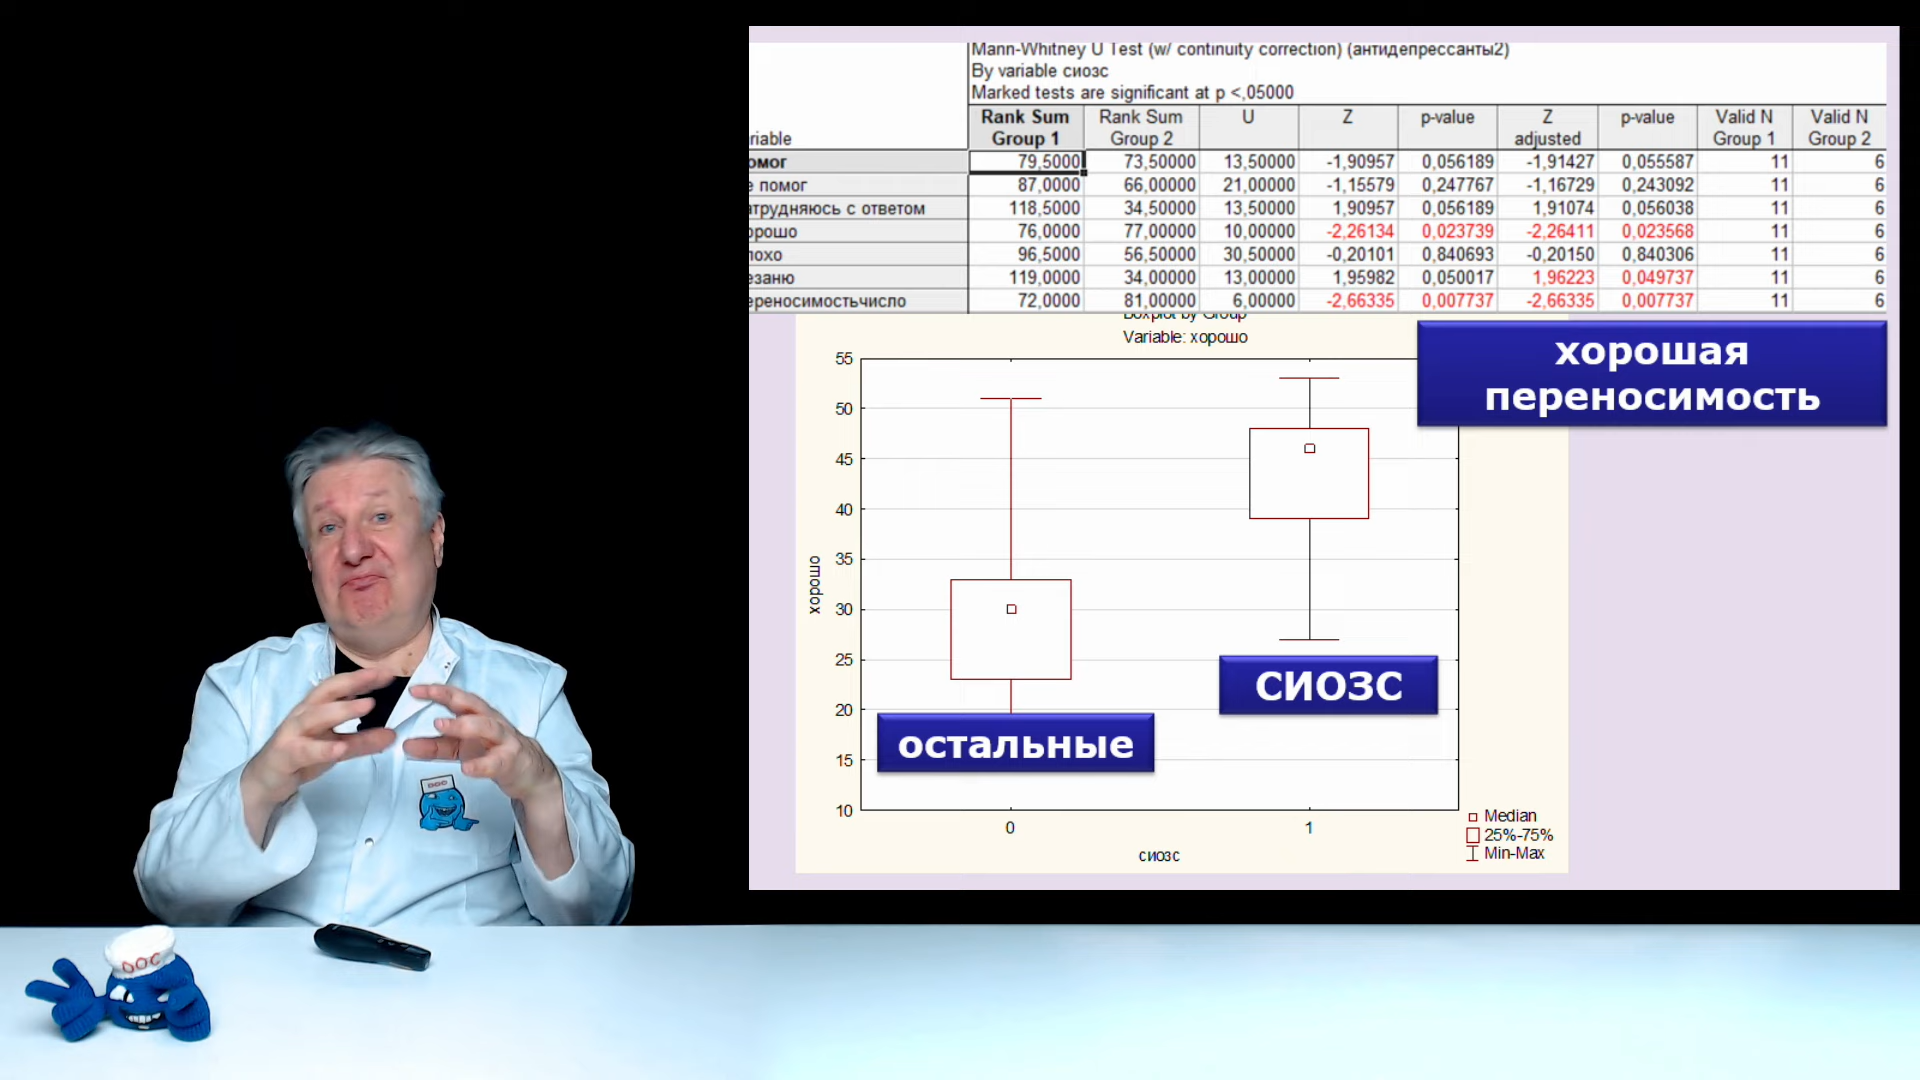 Mann-Whitney U Test (w/ continuity correction) (антидепрессанты2)
By variable сиозс
Marked tests are significant at p <,05000
riable Rank Sum Group 1 Rank Sum Group 2 U Z p-value Z adjusted p-value Valid N Group 1 Valid N Group 2
омог 79,5000 73,50000 13,50000 -1,90957 0,056189 -1,91427 0,055587 11 6
е помог 87,0000 66,00000 21,00000 -1,15579 0,247767 -1,16729 0,243092 11 6
атрудняюсь с ответом 118,5000 34,50000 13,50000 1,90957 0,056189 1,91074 0,056038 11 6
орошо 76,0000 77,00000 10,00000 -2,26134 0,023739 -2,26411 0,023568 11 6
лохо 96,5000 56,50000 30,50000 -0,20101 0,840693 -0,20150 0,840306 11 6
езаню 119,0000 34,00000 13,00000 1,95982 0,050017 1,96223 0,049737 11 6
ереносимостьчисло 72,0000 81,00000 6,00000 -2,66335 0,007737 -2,66335 0,007737 11 6
Boxplot by Group
Variable: хорошо
хорошая
переносимость
55
50
45
40
35
30
25
20
15
10
хорошо
СИОЗС
остальные
0 1
сиозс
Median
25%-75%
Min-Max
DOC